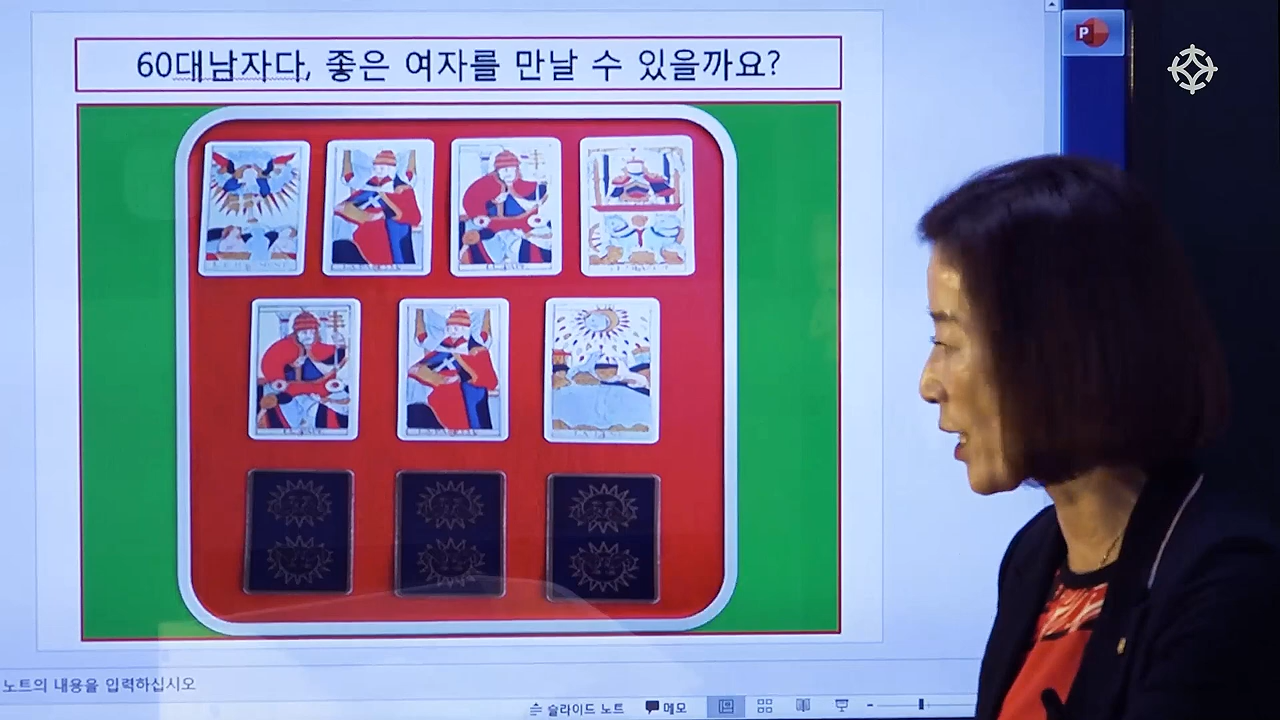 60대남자다, 좋은 여자를 만날 수 있을까요?
P
노트의 내용을 입력하십시오
슬라이드 노트
메모